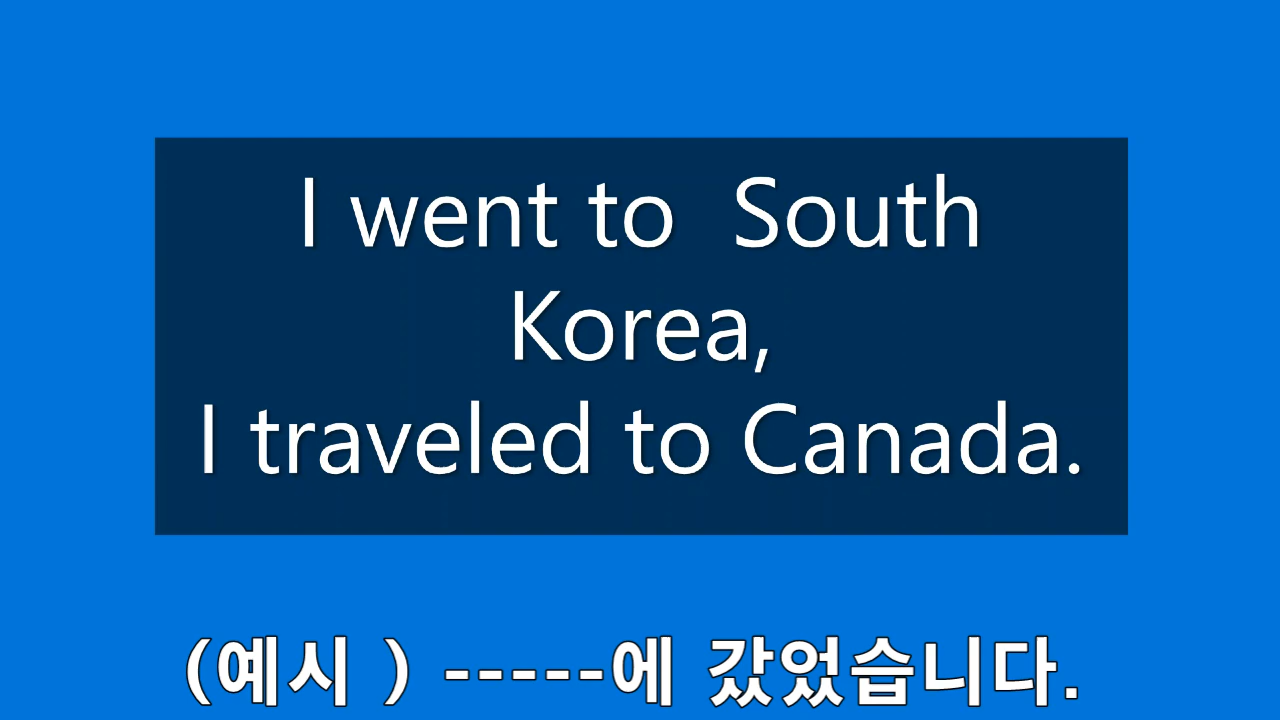 I went to  South
Korea,
I traveled to Canada.
(예시 ) -----에 갔었습니다.